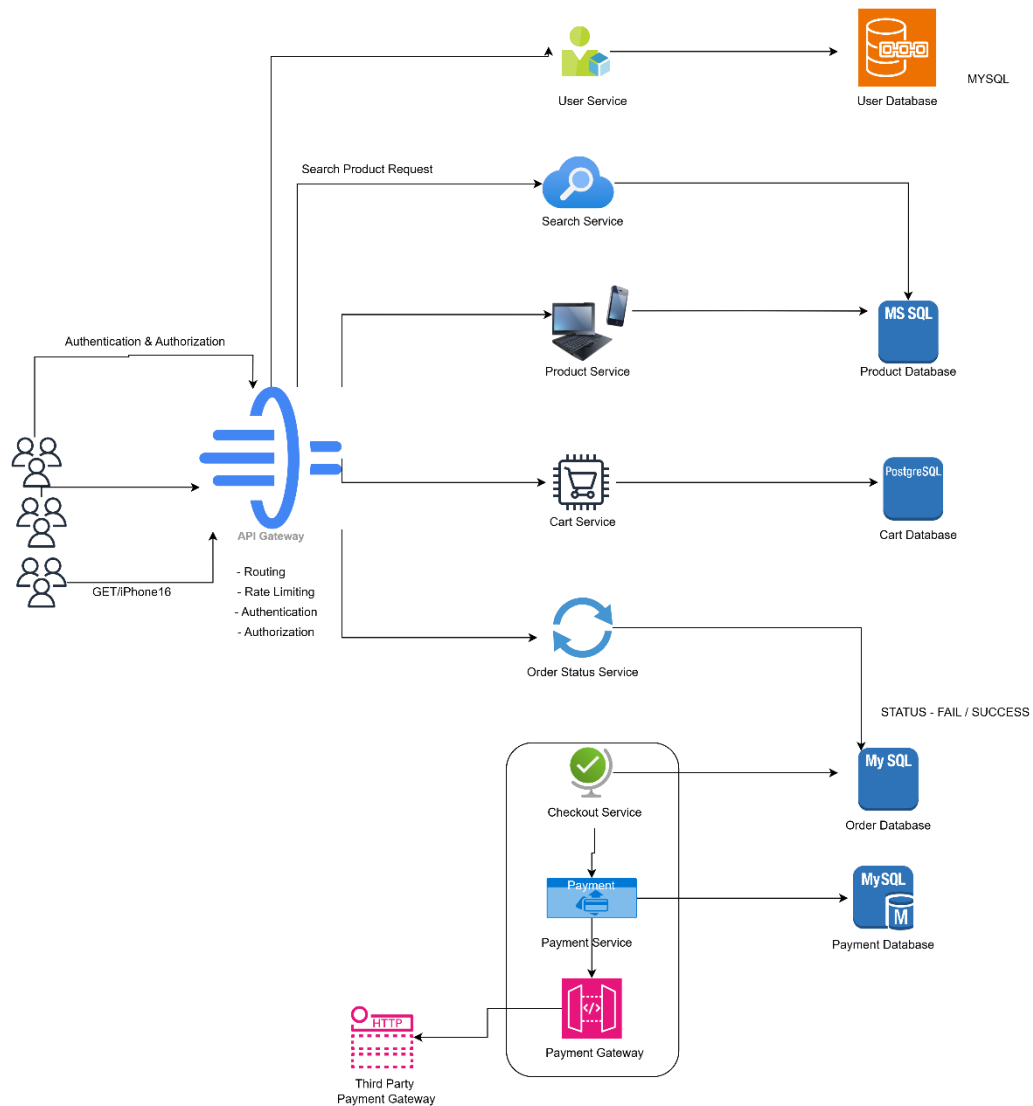 User Service
User Database
MYSQL
Search Product Request
Search Service
Authentication & Authorization
Product Service
MS SQL
Product Database
API Gateway
- Routing
- Rate Limiting
- Authentication
- Authorization
GET/iPhone16
Cart Service
PostgreSQL
Cart Database
Order Status Service
STATUS - FAIL / SUCCESS
Checkout Service
My SQL
Order Database
Payment
Payment Service
MySQL
M
Payment Database
</>
Payment Gateway
HTTP
Third Party
Payment Gateway